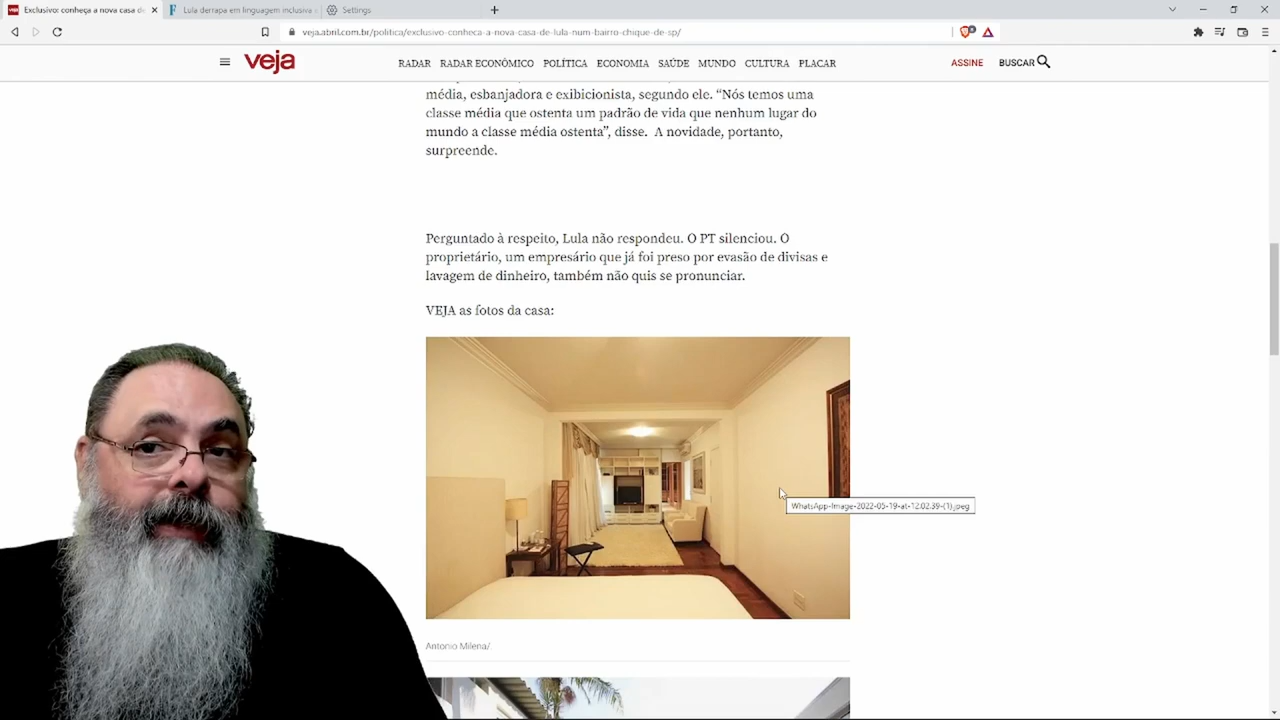 Exclusivo: conheça a nova casa de
Lula derrapa em linguagem inclusiva
Settings
veja.abril.com.br/politica/exclusivo-conheca-a-nova-casa-de-lula-num-bairro-chique-de-sp/
veja
RADAR RADAR ECONÔMICO POLÍTICA ECONOMIA SAÚDE MUNDO CULTURA PLACAR
ASSINE BUSCAR
média, esbanjadora e exibicionista, segundo ele. “Nós temos uma
classe média que ostenta um padrão de vida que nenhum lugar do
mundo a classe média ostenta”, disse. A novidade, portanto,
surpreende.
Perguntado à respeito, Lula não respondeu. O PT silenciou. O
proprietário, um empresário que já foi preso por evasão de divisas e
lavagem de dinheiro, também não quis se pronunciar.
VEJA as fotos da casa:
WhatsApp-Image-2022-05-19-at-12.02.39-(1).jpeg
Antonio Milena/.